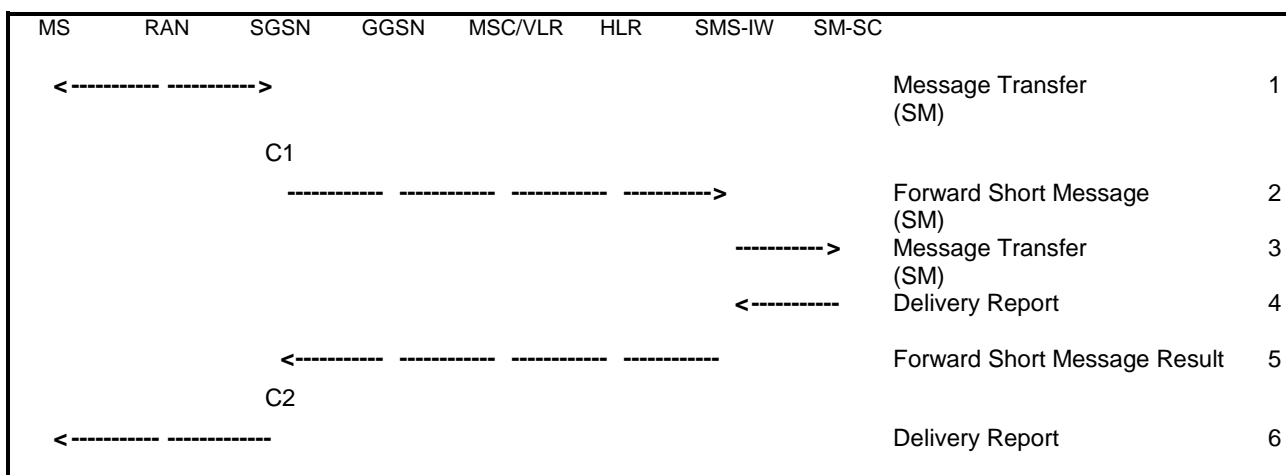 MS RAN SGSN GGSN MSC/VLR HLR SMS-IW SM-SC
<----------- -----------> Message Transfer 1
(SM)
C1
------------ ------------ ------------ -----------> Forward Short Message 2
(SM)
-----------> Message Transfer 3
(SM)
<----------- Delivery Report 4
<----------- ------------ ------------ ------------ Forward Short Message Result 5
C2
<----------- ------------- Delivery Report 6